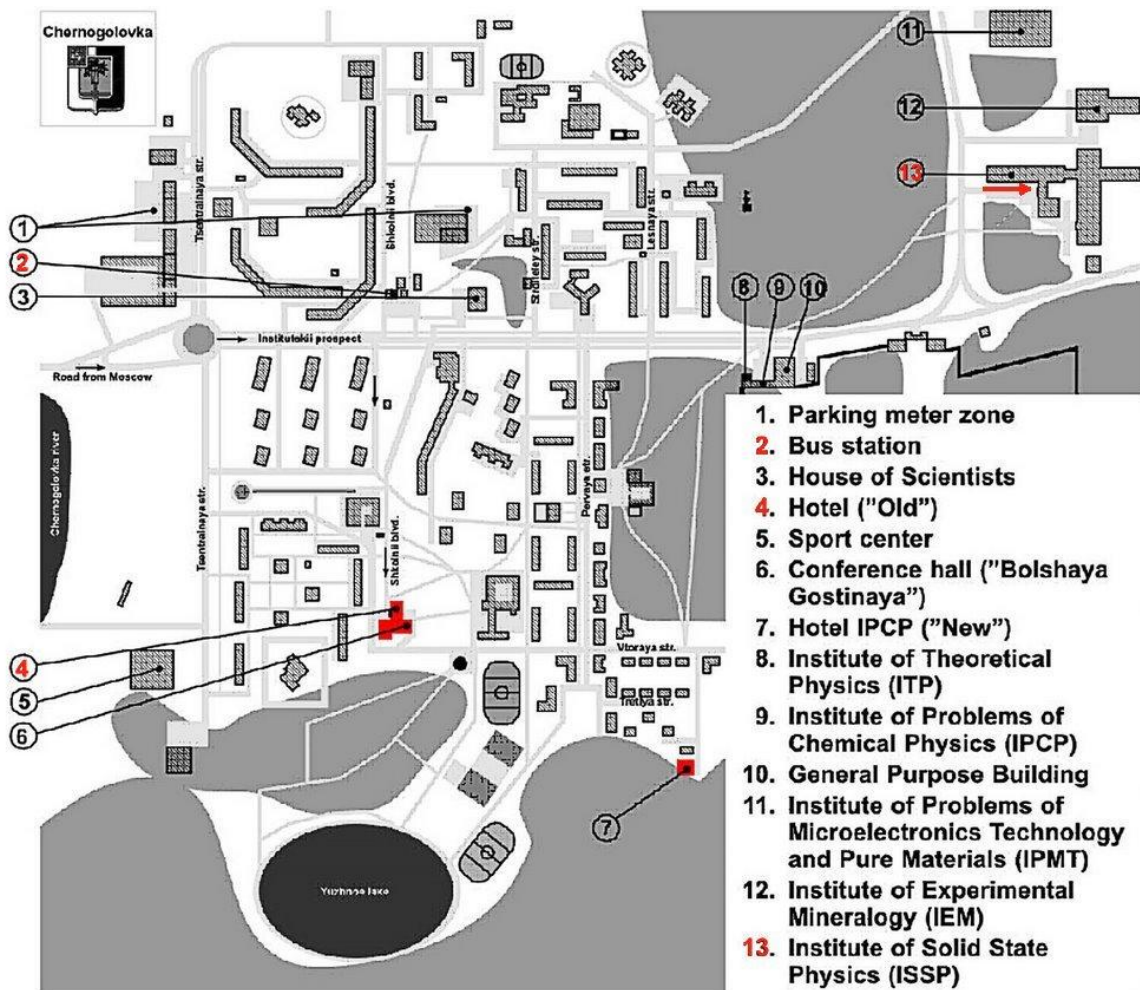 Chernogolovka
11
12
13
Tsentralnaya str.
Shkolnii blvd.
Lesnaya str.
1
2
3
8
9
10
Institutskii prospect
Road from Moscow
Chernogolovka river
Tsentralnaya str.
Shkolnii blvd.
Pervaya str.
4
5
6
Vtoraya str.
Tretiya str.
7
Yuzhnoe lake
1. Parking meter zone
2. Bus station
3. House of Scientists
4. Hotel ("Old")
5. Sport center
6. Conference hall ("Bolshaya
Gostinaya")
7. Hotel IPCP ("New")
8. Institute of Theoretical
Physics (ITP)
9. Institute of Problems of
Chemical Physics (IPCP)
10. General Purpose Building
11. Institute of Problems of
Microelectronics Technology
and Pure Materials (IPMT)
12. Institute of Experimental
Mineralogy (IEM)
13. Institute of Solid State
Physics (ISSP)